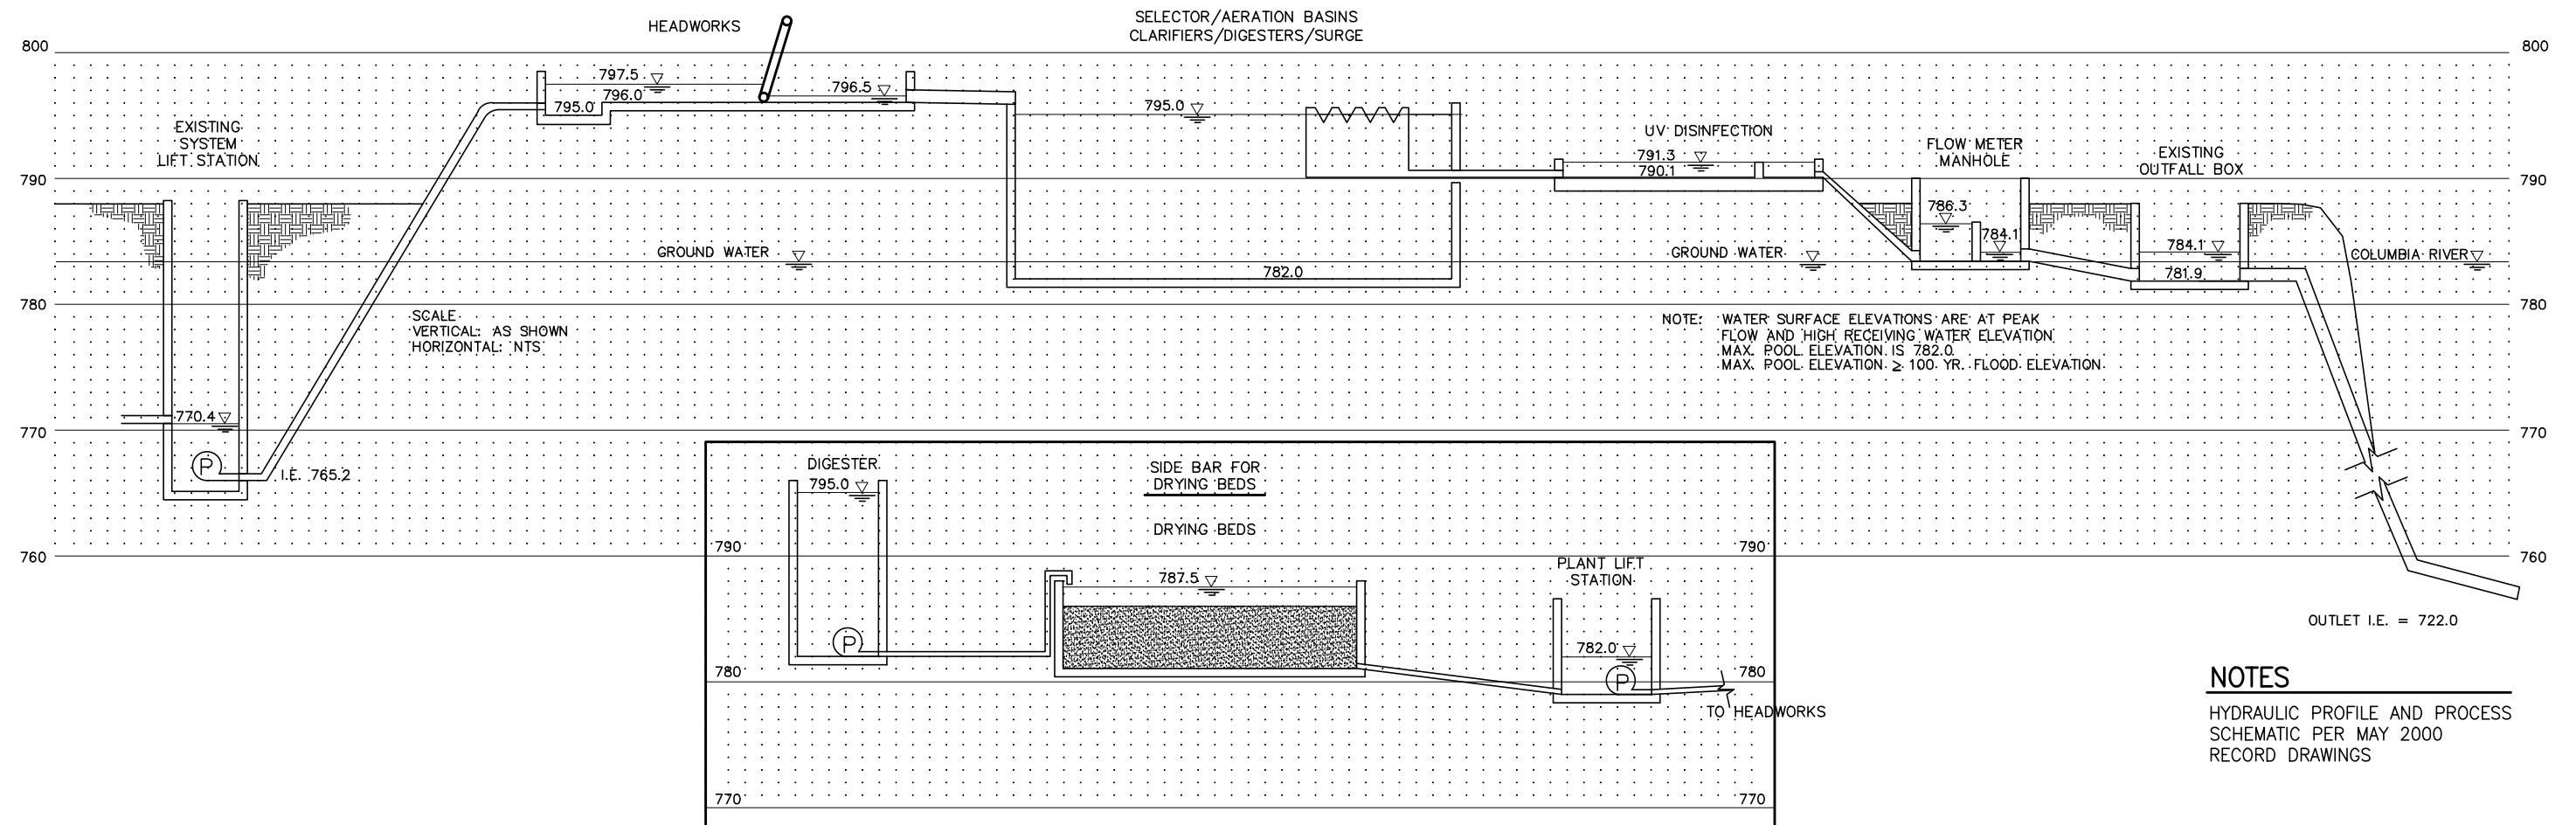 HEADWORKS
SELECTOR/AERATION BASINS
CLARIFIERS/DIGESTERS/SURGE
800
800
797.5
796.0
795.0
796.5
795.0
EXISTING
SYSTEM
LIFT STATION
UV DISINFECTION
791.3
790.1
FLOW METER
MANHOLE
EXISTING
OUTFALL BOX
790
790
786.3
784.1
784.1
781.9
GROUND WATER
GROUND WATER
COLUMBIA RIVER
782.0
780
780
SCALE
VERTICAL: AS SHOWN
HORIZONTAL: NTS
NOTE: WATER SURFACE ELEVATIONS ARE AT PEAK
FLOW AND HIGH RECEIVING WATER ELEVATION
MAX. POOL ELEVATION IS 782.0
MAX. POOL ELEVATION ≥ 100 YR. FLOOD ELEVATION
770.4
770
770
P
I.E. 765.2
760
760
DIGESTER
795.0
SIDE BAR FOR
DRYING BEDS
DRYING BEDS
790
790
787.5
PLANT LIFT
STATION
P
782.0
P
780
780
TO HEADWORKS
770
770
OUTLET I.E. = 722.0
NOTES
HYDRAULIC PROFILE AND PROCESS
SCHEMATIC PER MAY 2000
RECORD DRAWINGS